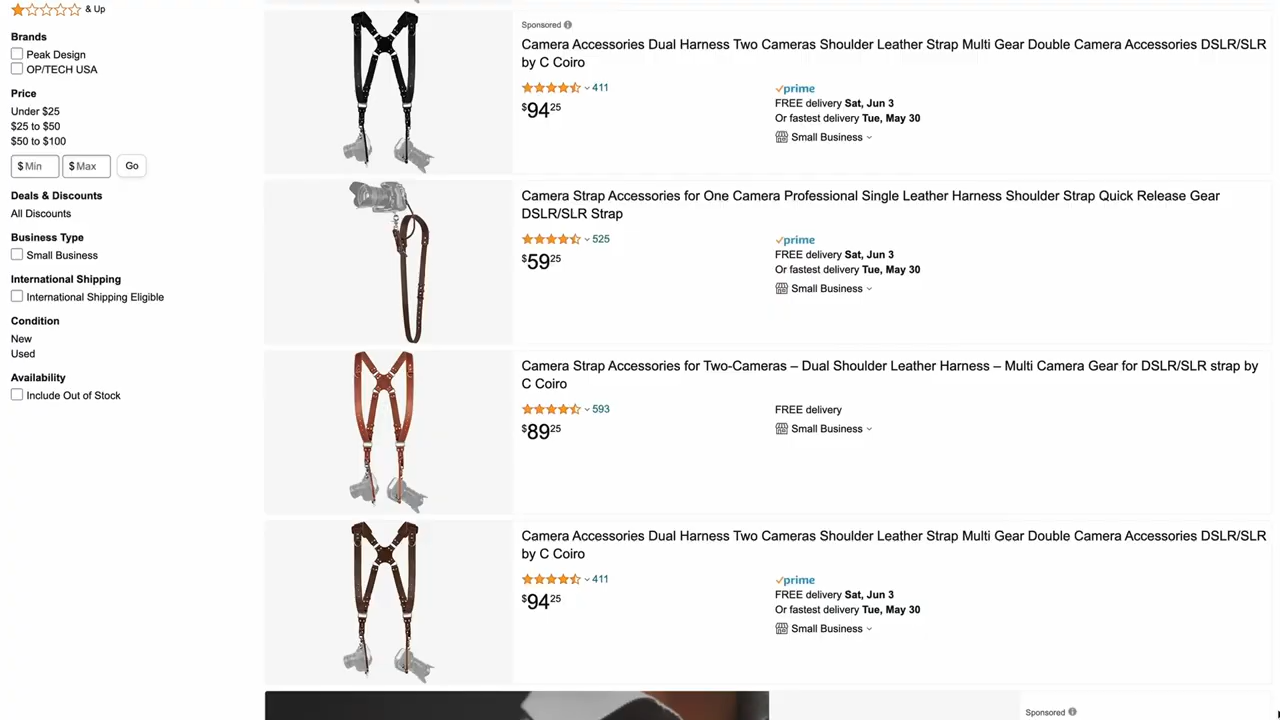 & Up
Brands
Peak Design
OP/TECH USA
Price
Under $25
$25 to $50
$50 to $100
$ Min $ Max Go
Deals & Discounts
All Discounts
Business Type
Small Business
International Shipping
International Shipping Eligible
Condition
New
Used
Availability
Include Out of Stock
Sponsored
Camera Accessories Dual Harness Two Cameras Shoulder Leather Strap Multi Gear Double Camera Accessories DSLR/SLR
by C Coiro
411
$94 25
prime
FREE delivery Sat, Jun 3
Or fastest delivery Tue, May 30
Small Business
Camera Strap Accessories for One Camera Professional Single Leather Harness Shoulder Strap Quick Release Gear
DSLR/SLR Strap
525
$59 25
prime
FREE delivery Sat, Jun 3
Or fastest delivery Tue, May 30
Small Business
Camera Strap Accessories for Two-Cameras – Dual Shoulder Leather Harness – Multi Camera Gear for DSLR/SLR strap by
C Coiro
593
$89 25
FREE delivery
Small Business
Camera Accessories Dual Harness Two Cameras Shoulder Leather Strap Multi Gear Double Camera Accessories DSLR/SLR
by C Coiro
411
$94 25
prime
FREE delivery Sat, Jun 3
Or fastest delivery Tue, May 30
Small Business
Sponsored